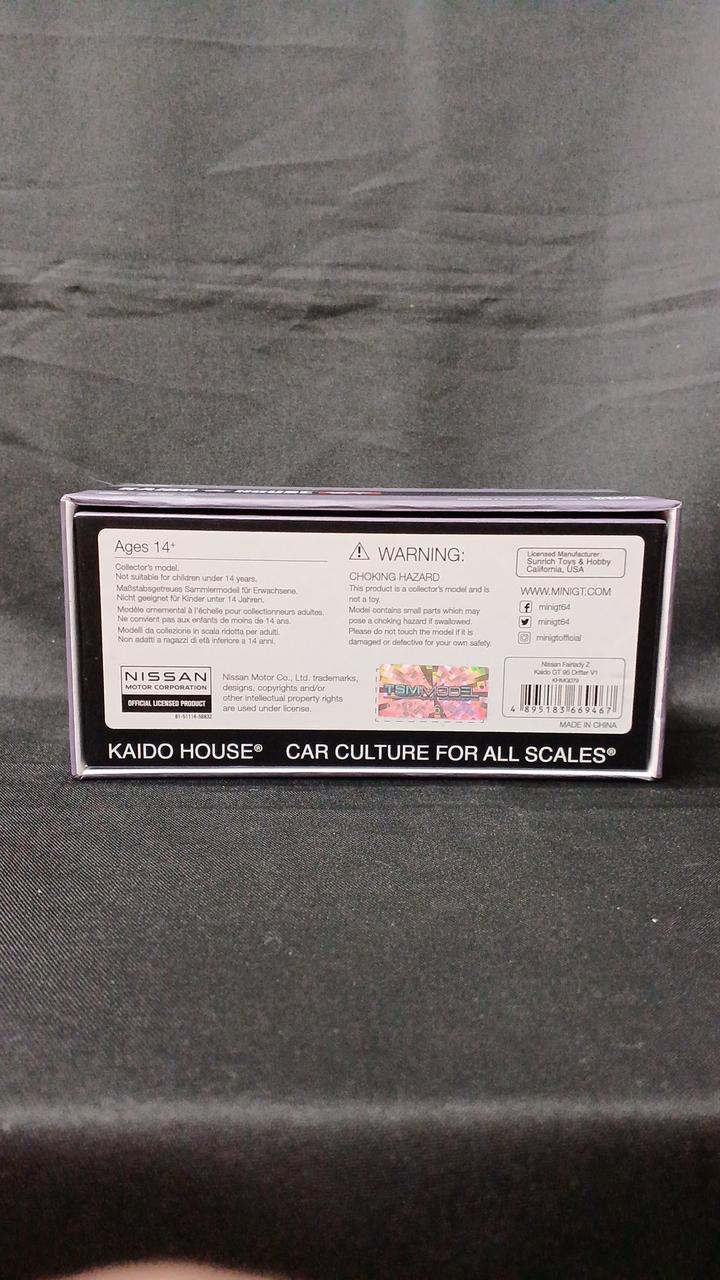 Ages 14+
Collector's model.
Not suitable for children under 14 years.
Maßstabsgetreues Sammlermodell für Erwachsene.
Nicht geeignet für Kinder unter 14 Jahren.
Modèle ornemental à l'échelle pour collectionneurs adultes.
Ne convient pas aux enfants de moins de 14 ans.
Modelli da collezione in scala ridotta per adulti.
Non adatti a ragazzi di età inferiore a 14 anni.
WARNING:
CHOKING HAZARD
This product is a collector's model and is
not a toy.
Model contains small parts which may
pose a choking hazard if swallowed.
Please do not touch the model if it is
damaged or defective for your own safety.
Licensed Manufacturer:
Sunrich Toys & Hobby
California, USA
WWW.MINIGT.COM
minigt64
minigt64
minigtofficial
NISSAN
MOTOR CORPORATION
OFFICIAL LICENSED PRODUCT
81-51114-56832
Nissan Motor Co., Ltd. trademarks,
designs, copyrights and/or
other intellectual property rights
are used under license.
TSMMODEL
Nissan Fairlady Z
Kaido GT 95 Drifter V1
KHMG079
4 895183 669467
MADE IN CHINA
KAIDO HOUSE® CAR CULTURE FOR ALL SCALES®